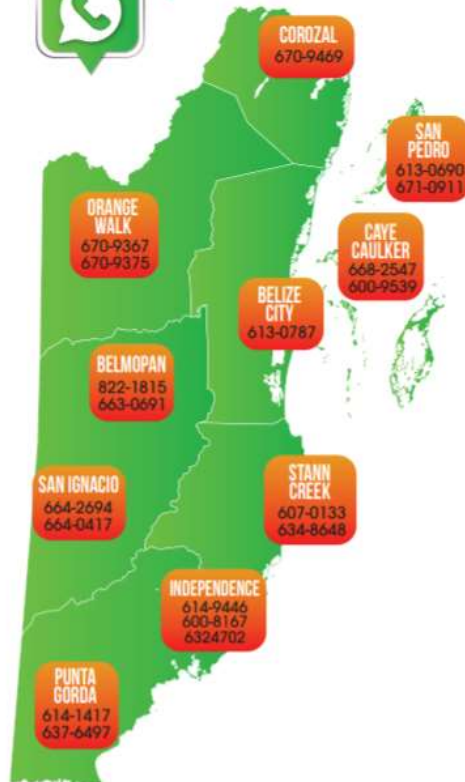 COROZAL
670-9469
SAN
PEDRO
613-0690
671-0911
ORANGE
WALK
670-9367
670-9375
CAYE
CAULKER
668-2547
600-9539
BELIZE
CITY
613-0787
BELMOPAN
822-1815
663-0691
SAN IGNACIO
664-2694
664-0417
STANN
CREEK
607-0133
634-8648
INDEPENDENCE
614-9446
600-8167
6324702
PUNTA
GORDA
614-1417
637-6497